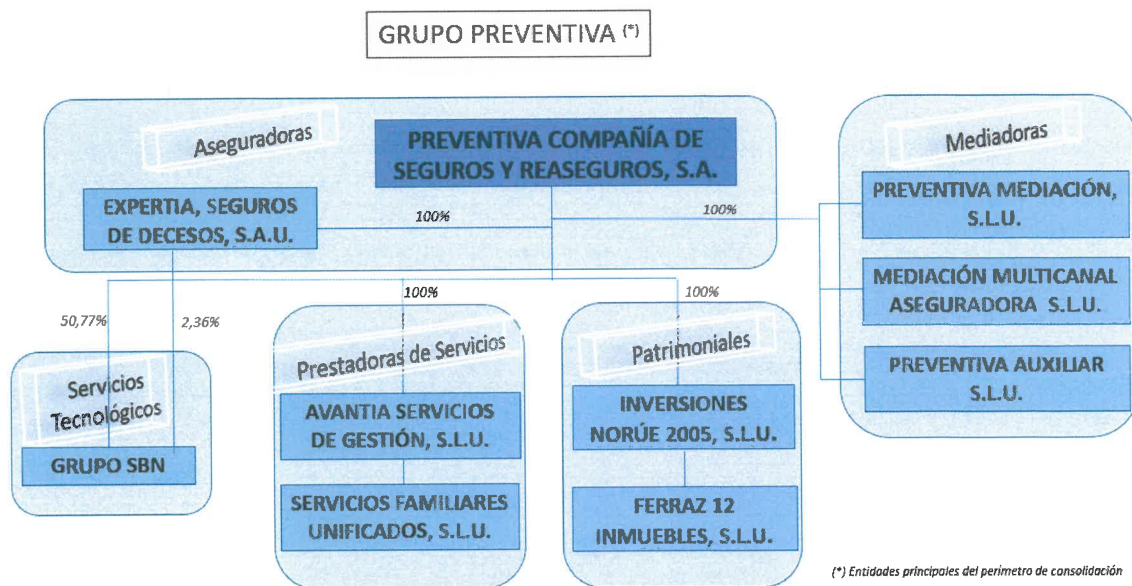 GRUPO PREVENTIVA (*)
Aseguradoras
PREVENTIVA COMPAÑÍA DE
SEGUROS Y REASEGUROS, S.A.
EXPERTIA, SEGUROS
DE DECESOS, S.A.U.
100%
100%
Mediadoras
PREVENTIVA MEDIACIÓN,
S.L.U.
MEDIACIÓN MULTICANAL
ASEGURADORA S.L.U.
PREVENTIVA AUXILIAR
S.L.U.
50,77%
2,36%
100%
100%
Servicios
Tecnológicos
GRUPO SBN
Prestadoras de Servicios
AVANTIA SERVICIOS
DE GESTIÓN, S.L.U.
SERVICIOS FAMILIARES
UNIFICADOS, S.L.U.
Patrimoniales
INVERSIONES
NORÚE 2005, S.L.U.
FERRAZ 12
INMUEBLES, S.L.U.
(*) Entidades principales del perímetro de consolidación